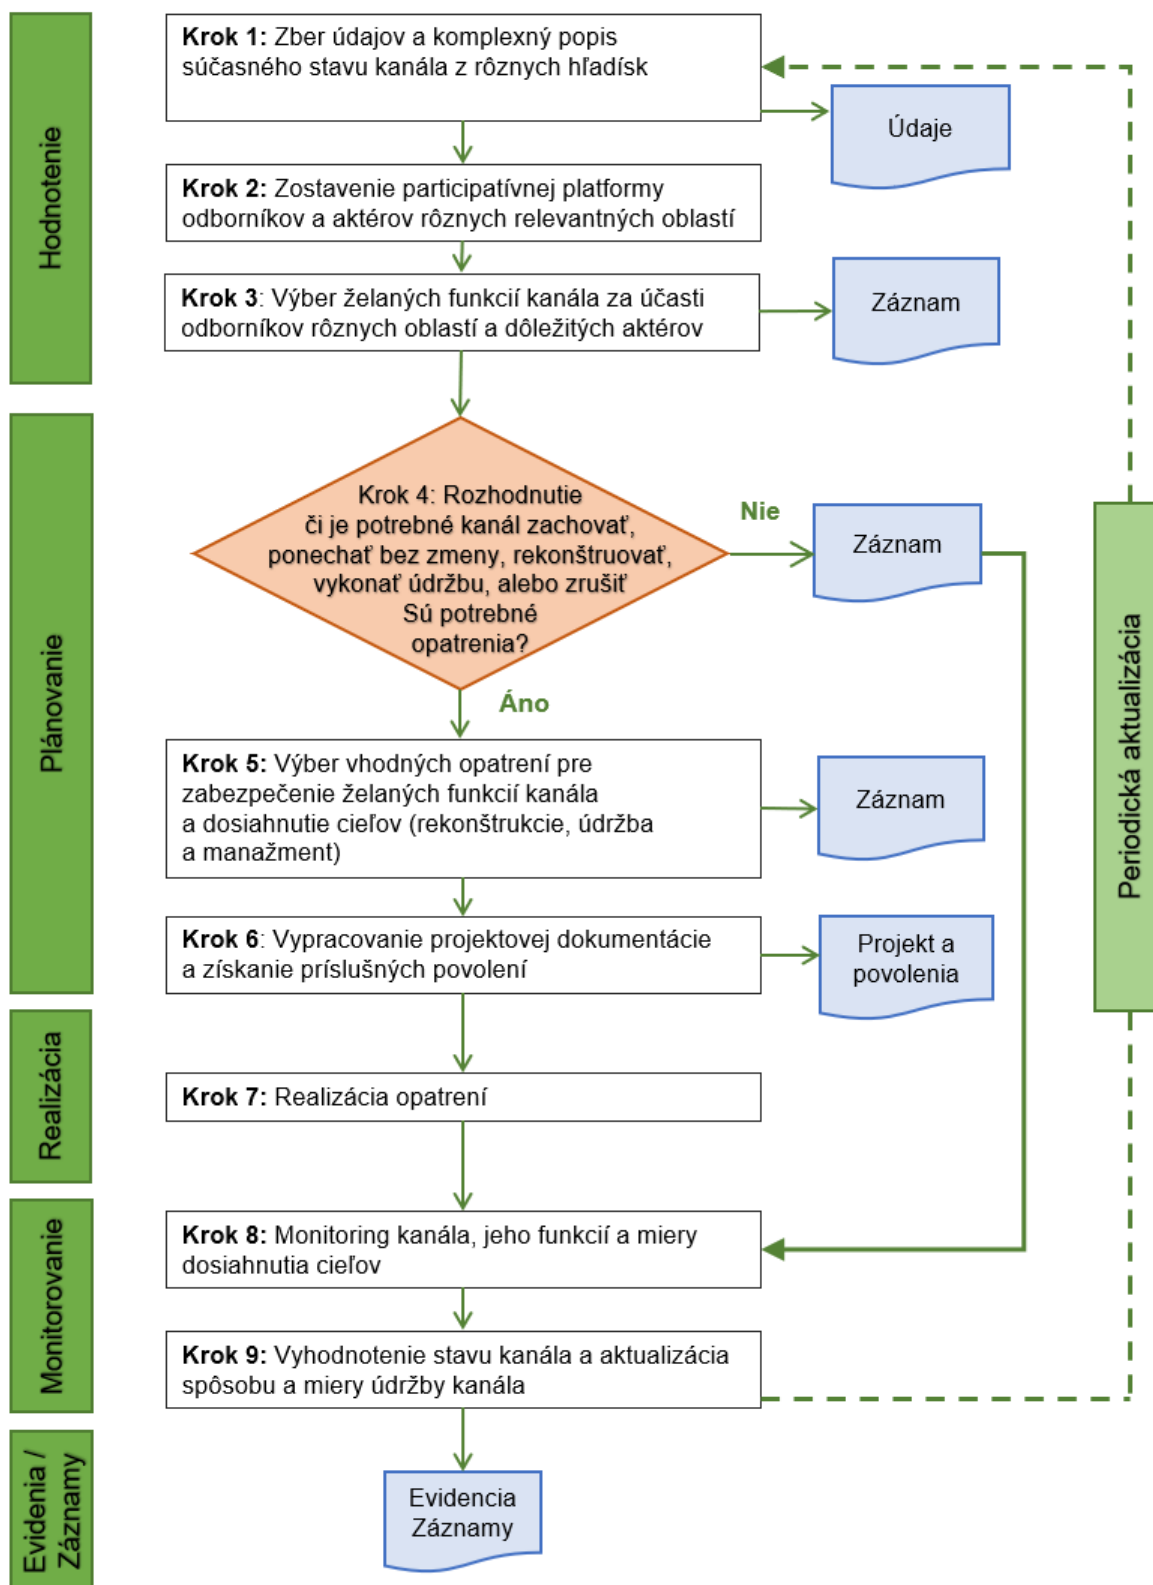 Hodnotenie
Krok 1: Zber údajov a komplexný popis
súčasného stavu kanála z rôznych hľadísk
Údaje
Krok 2: Zostavenie participatívnej platformy
odborníkov a aktérov rôznych relevantných oblastí
Krok 3: Výber želaných funkcií kanála za účasti
odborníkov rôznych oblastí a dôležitých aktérov
Záznam
Plánovanie
Krok 4: Rozhodnutie
či je potrebné kanál zachovať,
ponechať bez zmeny, rekonštruovať,
vykonať údržbu, alebo zrušiť
Sú potrebné
opatrenia?
Nie
Záznam
Áno
Krok 5: Výber vhodných opatrení pre
zabezpečenie želaných funkcií kanála
a dosiahnutie cieľov (rekonštrukcie, údržba
a manažment)
Záznam
Krok 6: Vypracovanie projektovej dokumentácie
a získanie príslušných povolení
Projekt a
povolenia
Periodická aktualizácia
Realizácia
Krok 7: Realizácia opatrení
Monitorovanie
Krok 8: Monitoring kanála, jeho funkcií a miery
dosiahnutia cieľov
Krok 9: Vyhodnotenie stavu kanála a aktualizácia
spôsobu a miery údržby kanála
Evidenia /
Záznamy
Evidencia
Záznamy